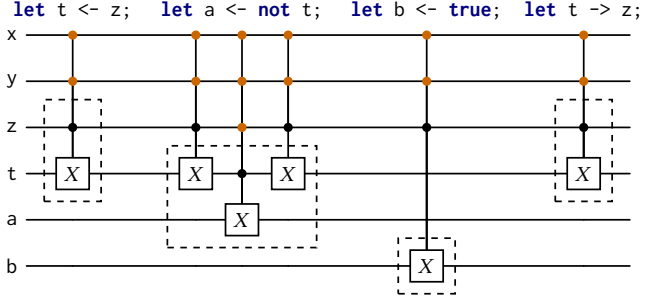 let t <- z; let a <- not t; let b <- true; let t -> z;
x
y
z
t X X X X
a X
b X